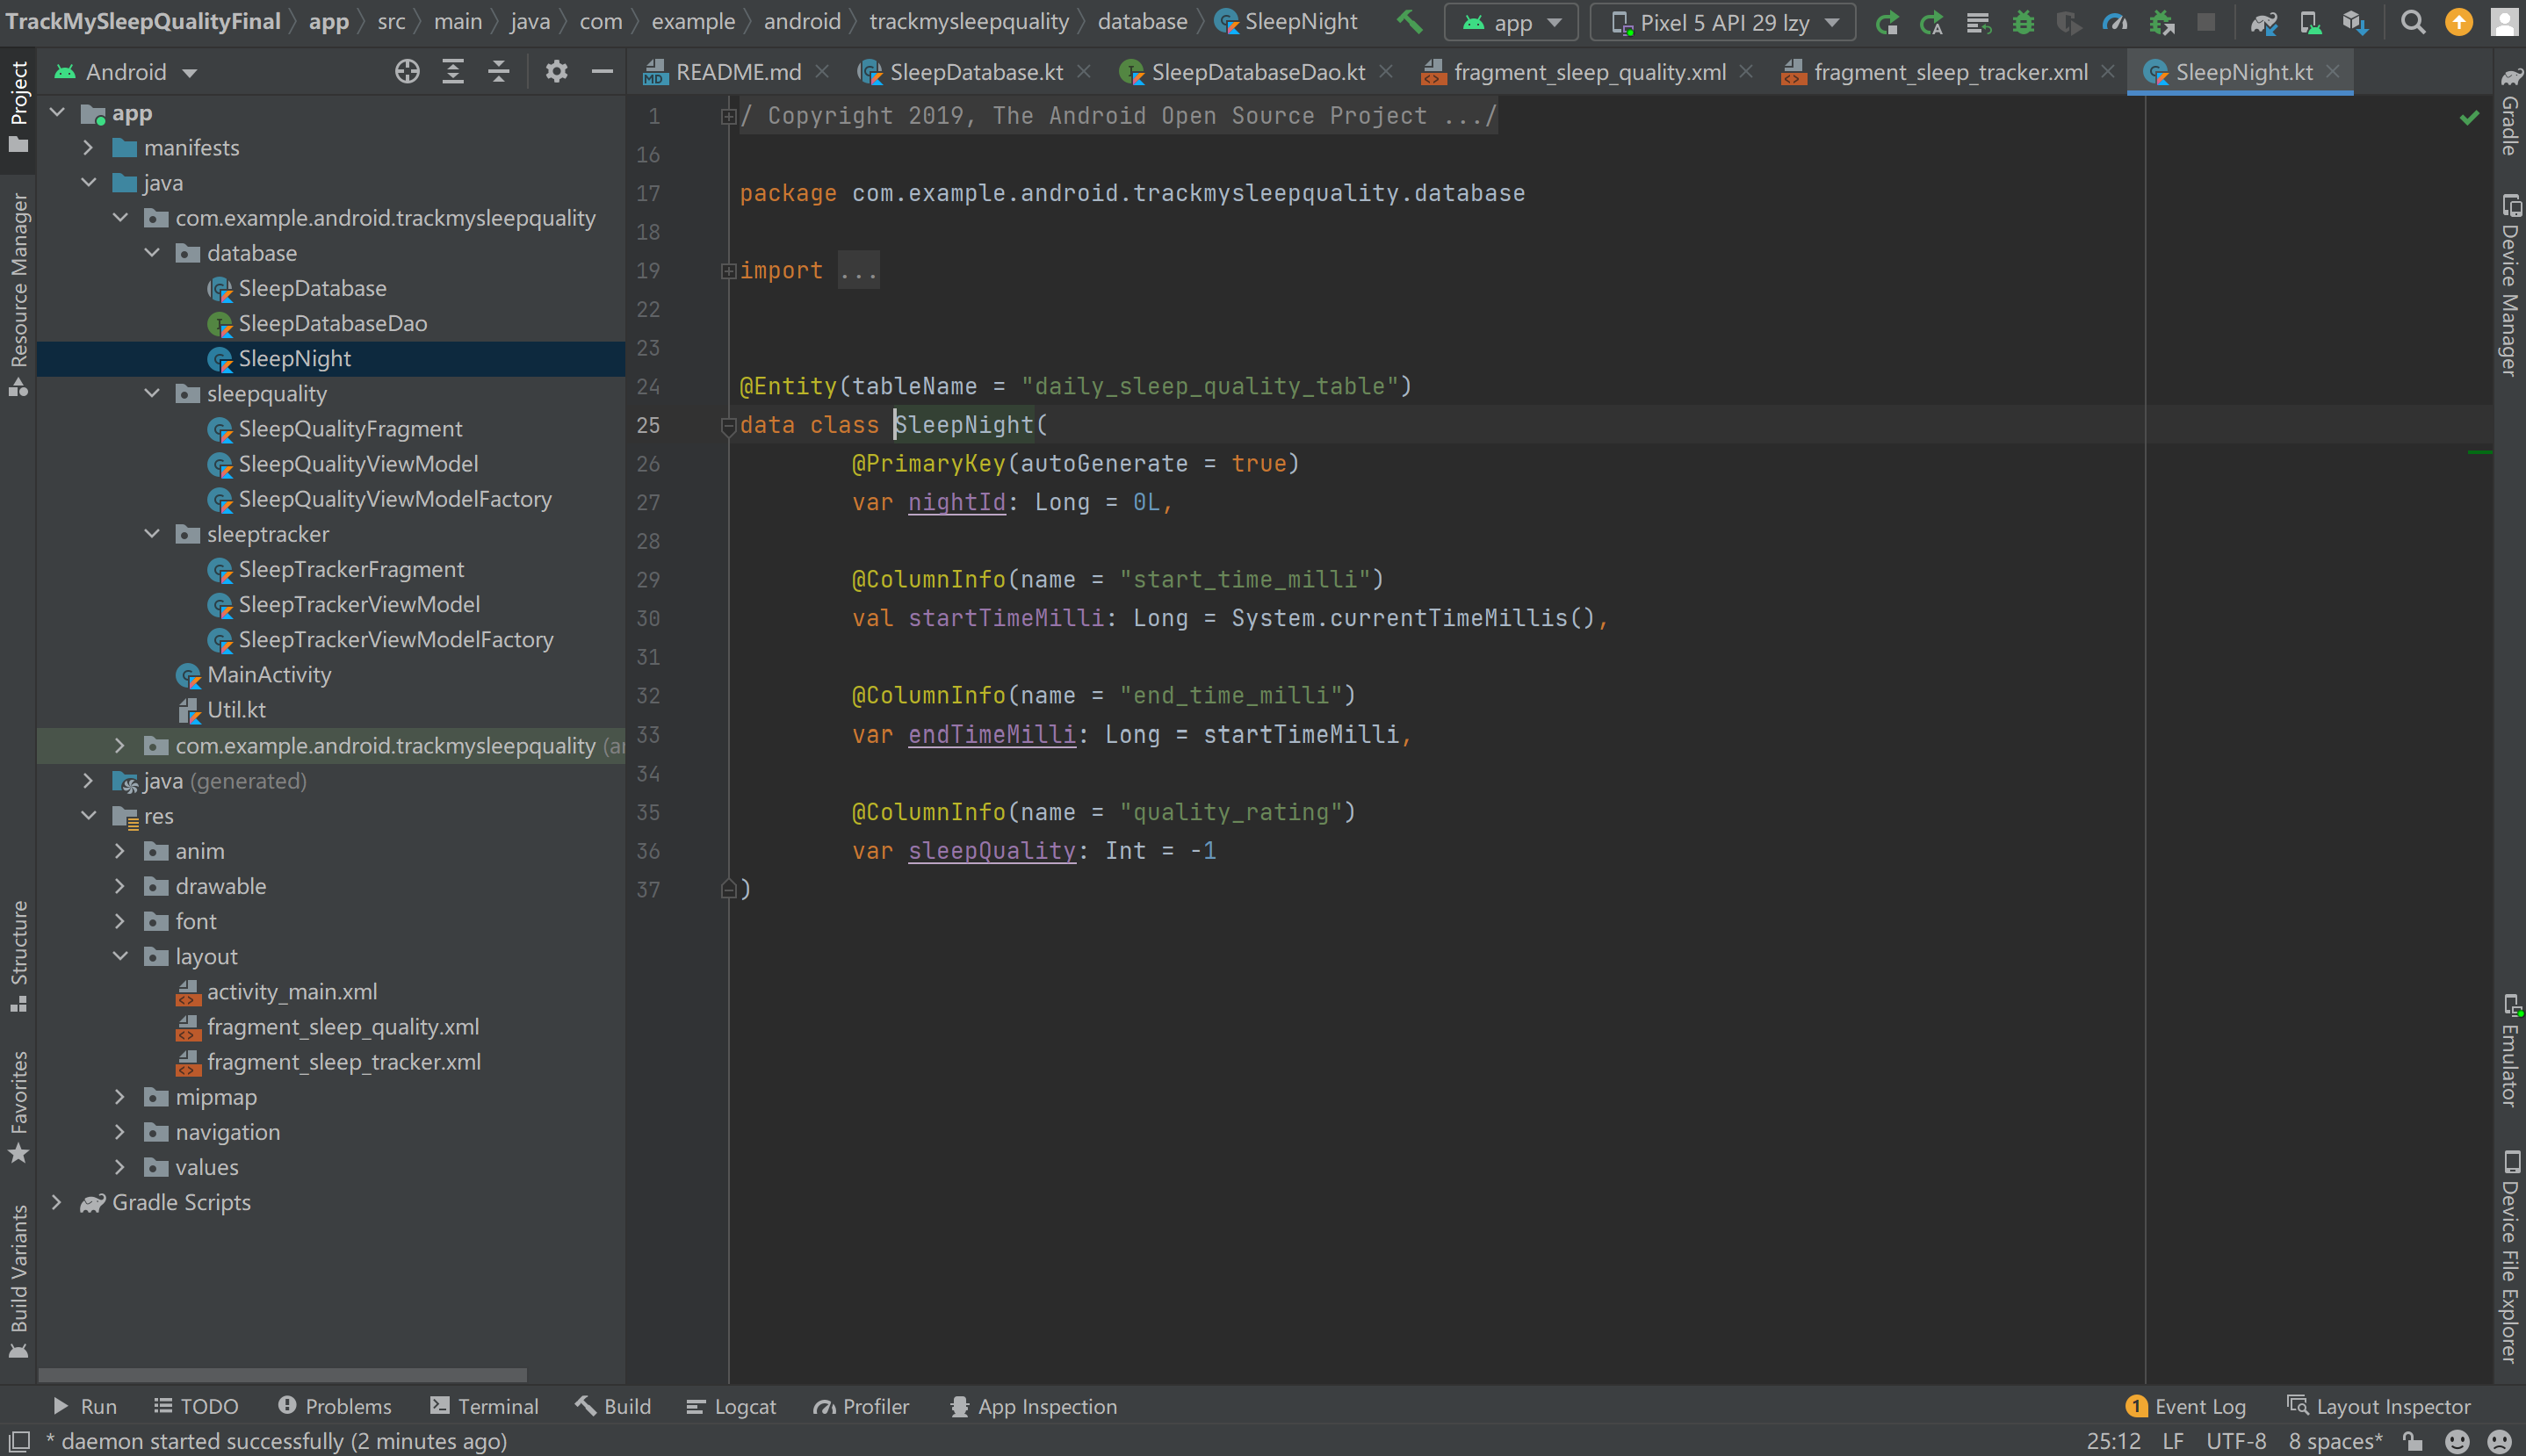 TrackMySleepQualityFinal app src main java com example android trackmysleepquality database SleepNight app Pixel 5 API 29 lzy
Project
Resource Manager
Structure
Favorites
Build Variants
Android
app
manifests
java
com.example.android.trackmysleepquality
database
SleepDatabase
SleepDatabaseDao
SleepNight
sleepquality
SleepQualityFragment
SleepQualityViewModel
SleepQualityViewModelFactory
sleeptracker
SleepTrackerFragment
SleepTrackerViewModel
SleepTrackerViewModelFactory
MainActivity
Util.kt
com.example.android.trackmysleepquality (ar
java (generated)
res
anim
drawable
font
layout
activity_main.xml
fragment_sleep_quality.xml
fragment_sleep_tracker.xml
mipmap
navigation
values
Gradle Scripts
README.md SleepDatabase.kt SleepDatabaseDao.kt fragment_sleep_quality.xml fragment_sleep_tracker.xml SleepNight.kt
1 / Copyright 2019, The Android Open Source Project .../
16
17 package com.example.android.trackmysleepquality.database
18
19 import ...
22
23
24 @Entity(tableName = "daily_sleep_quality_table")
25 data class SleepNight(
26 @PrimaryKey(autoGenerate = true)
27 var nightId: Long = 0L,
28
29 @ColumnInfo(name = "start_time_milli")
30 val startTimeMilli: Long = System.currentTimeMillis(),
31
32 @ColumnInfo(name = "end_time_milli")
33 var endTimeMilli: Long = startTimeMilli,
34
35 @ColumnInfo(name = "quality_rating")
36 var sleepQuality: Int = -1
37 )
Gradle
Device Manager
Emulator
Device File Explorer
Run TODO Problems Terminal Build Logcat Profiler App Inspection 1 Event Log Layout Inspector
* daemon started successfully (2 minutes ago) 25:12 LF UTF-8 8 spaces*